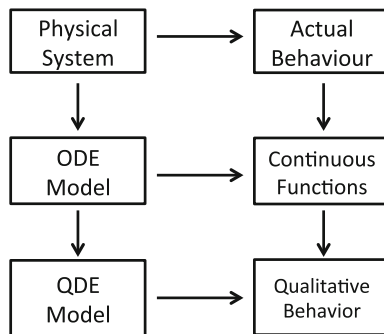 Physical
System
Actual
Behaviour
ODE
Model
Continuous
Functions
QDE
Model
Qualitative
Behavior